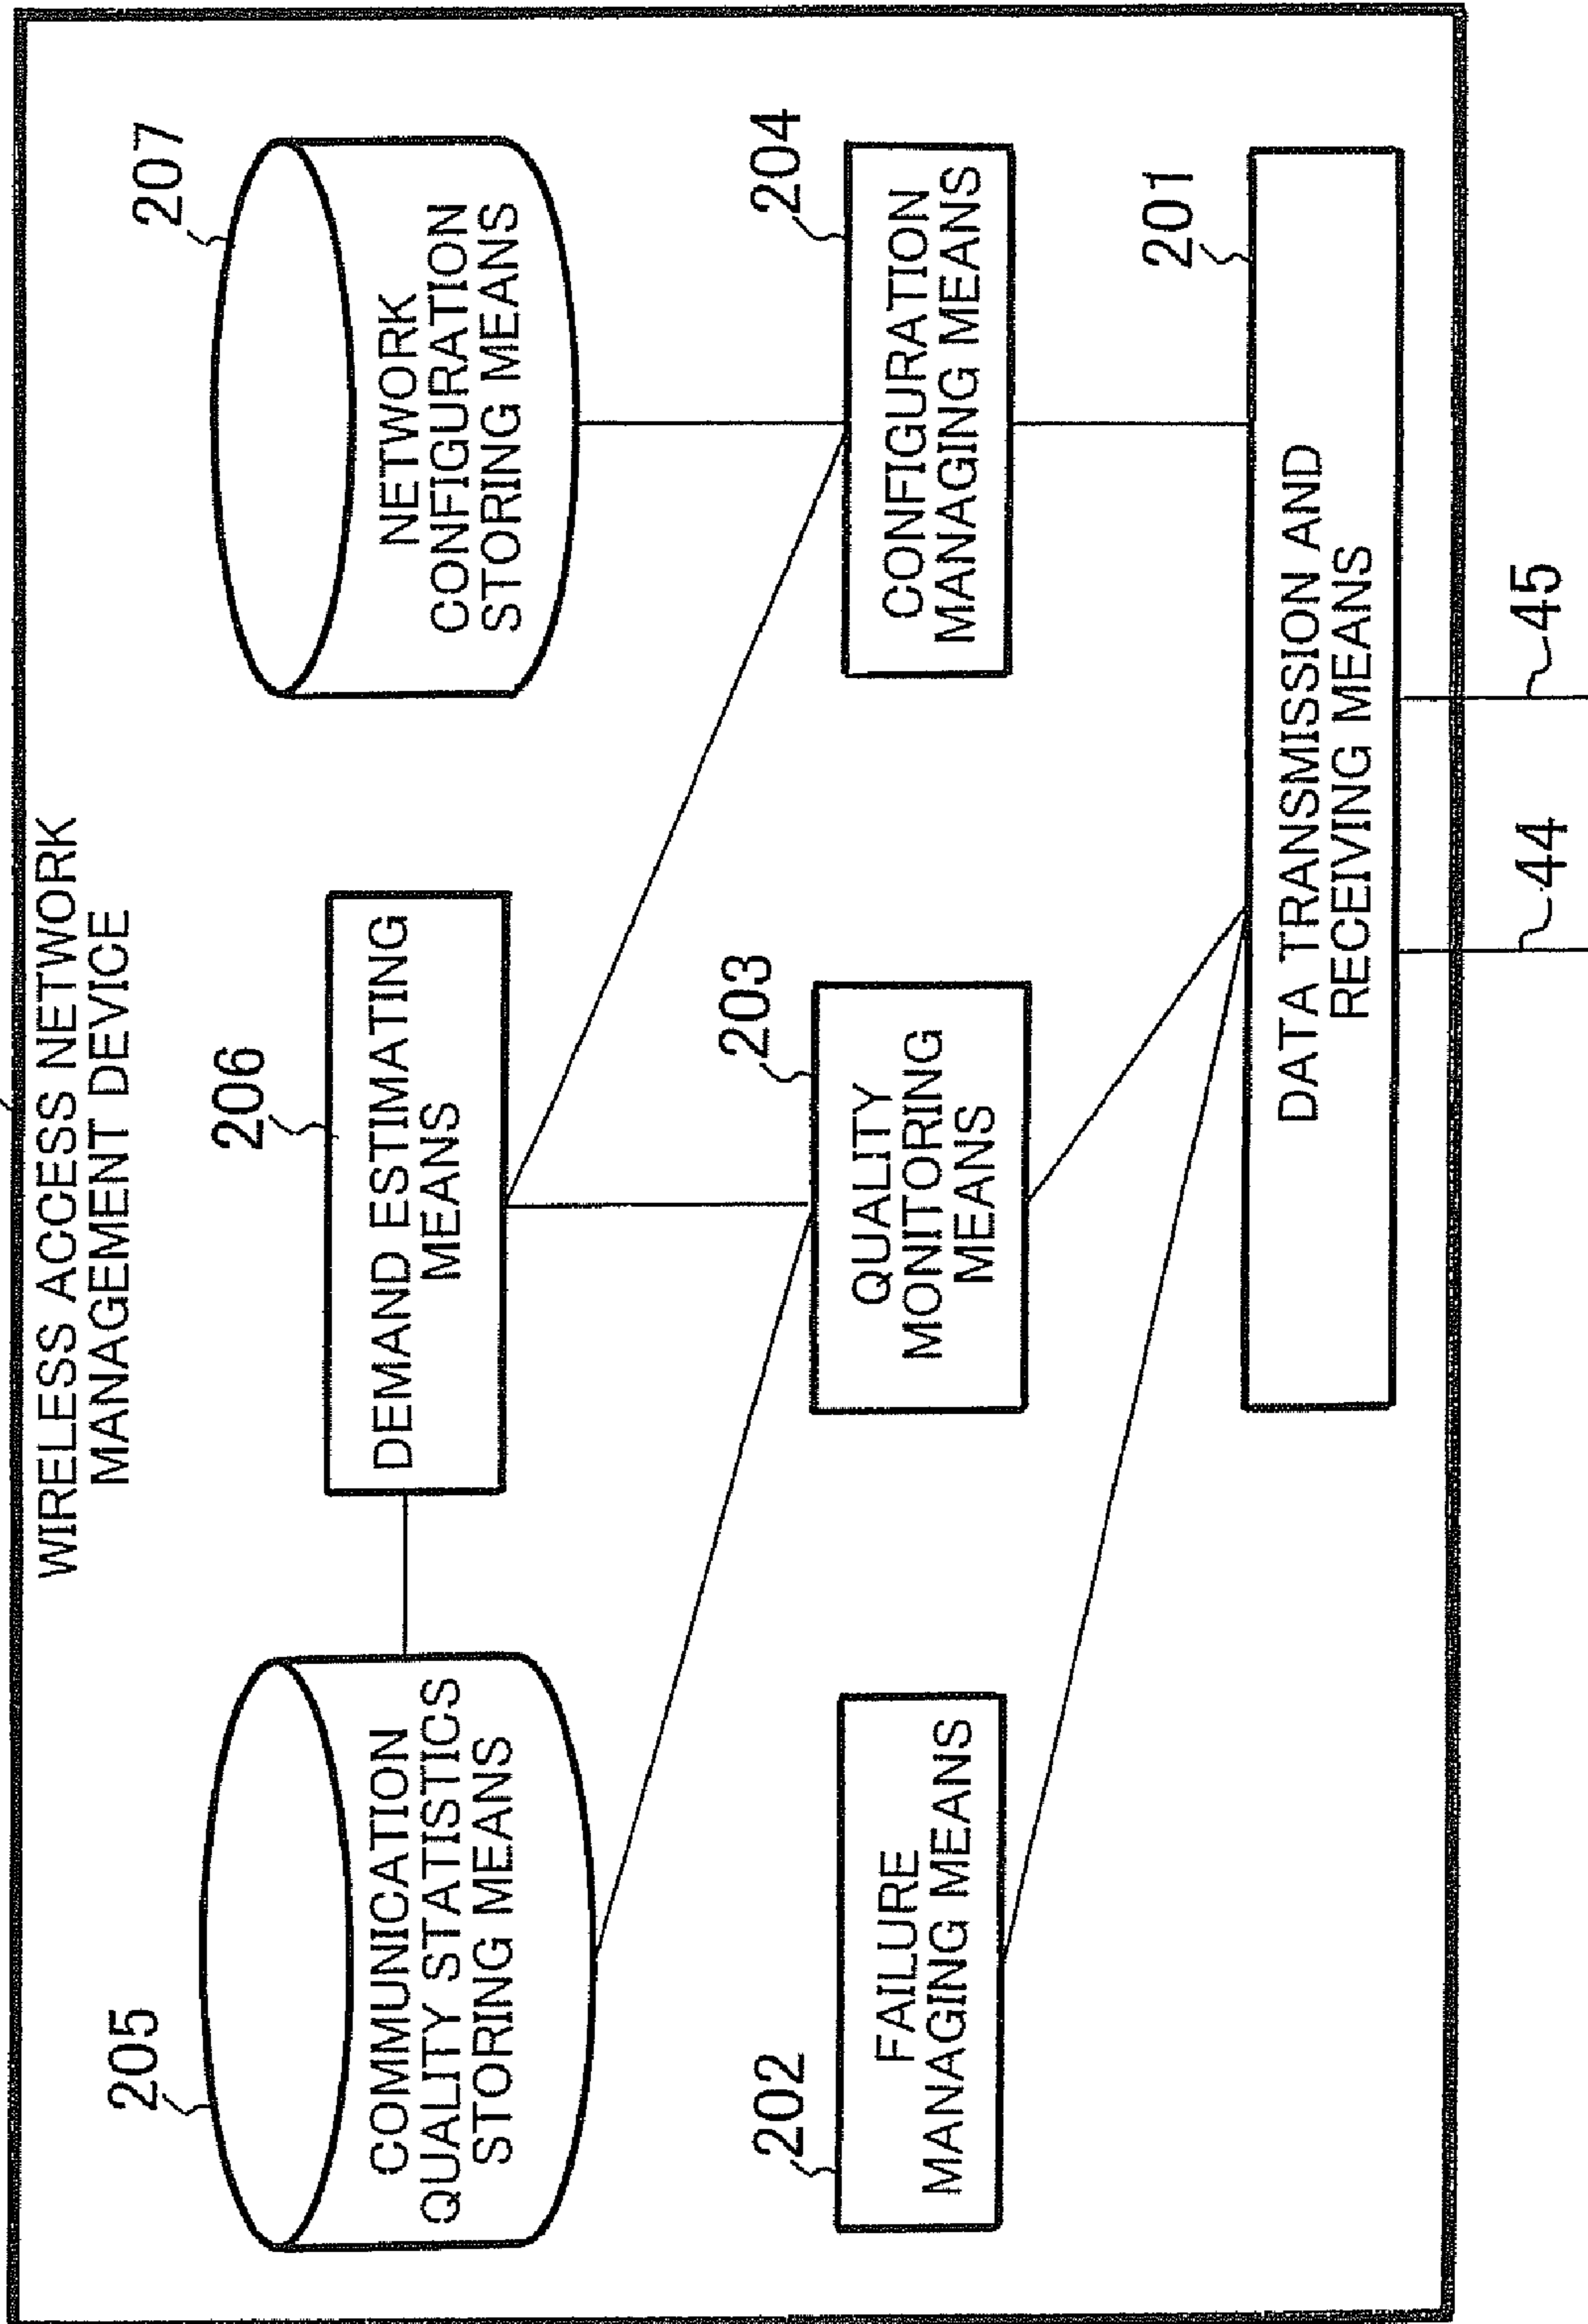 WIRELESS ACCESS NETWORK
MANAGEMENT DEVICE
205
COMMUNICATION
QUALITY STATISTICS
STORING MEANS
206
DEMAND ESTIMATING
MEANS
207
NETWORK
CONFIGURATION
STORING MEANS
202
FAILURE
MANAGING MEANS
203
QUALITY
MONITORING
MEANS
204
CONFIGURATION
MANAGING MEANS
201
DATA TRANSMISSION AND
RECEIVING MEANS
44
45